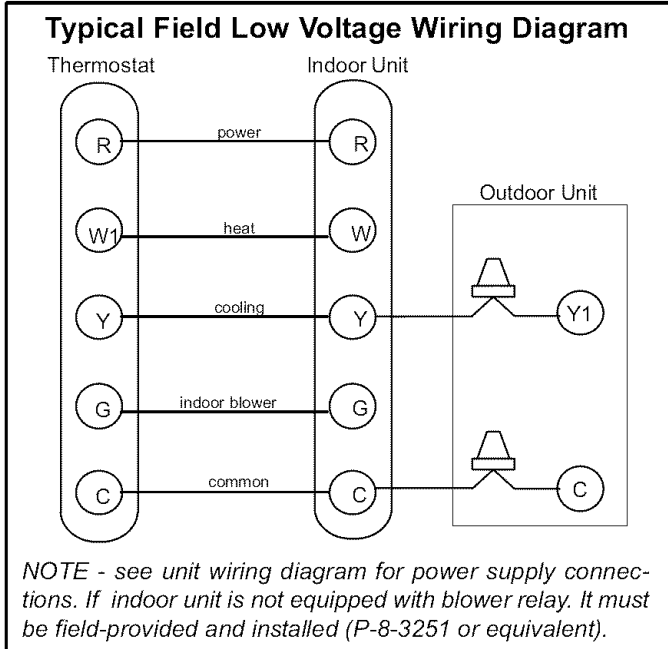 Typical Field Low Voltage Wiring Diagram
Thermostat
Indoor Unit
R
power
R
Outdoor Unit
W1
heat
W
Y
cooling
Y
Y1
G
indoor blower
G
C
common
C
C
NOTE - see unit wiring diagram for power supply connec-
tions. If indoor unit is not equipped with blower relay. It must
be field-provided and installed (P-8-3251 or equivalent).